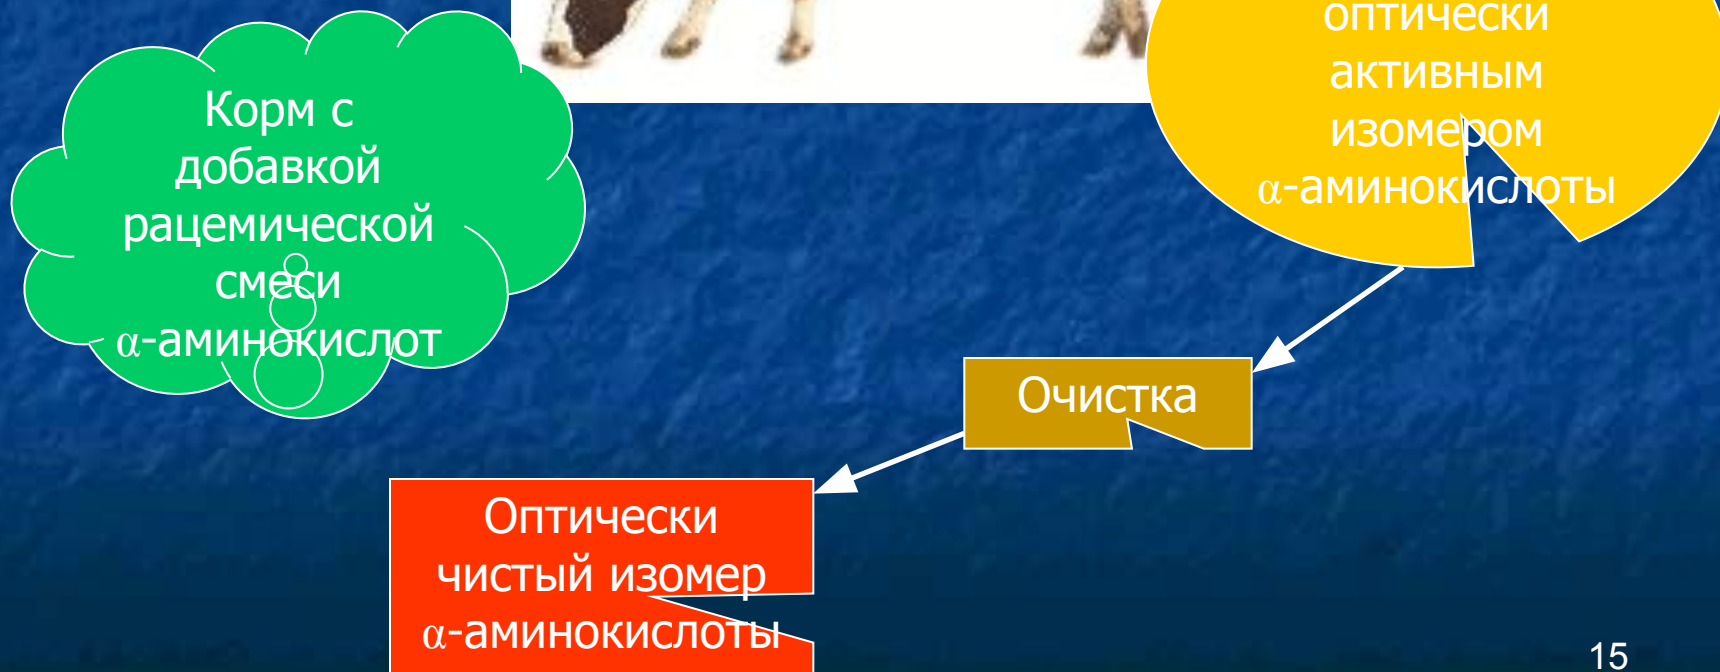 Корм с
добавкой
рацемической
смеси
α-аминокислот
оптически
активным
изомером
α-аминокислоты
Очистка
Оптически
чистый изомер
α-аминокислоты
15